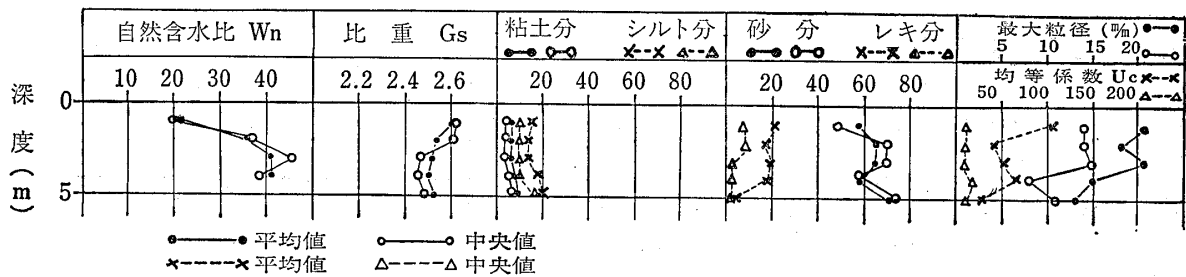 自然含水比 Wn 比重 Gs 粘土分 シルト分 砂分 レキ分 最大粒径(‰)
5 10 15 20
均等係数 Uc
10 20 30 40 2.2 2.4 2.6 20 40 60 80 20 40 60 80 50 100 150 200
深度(m)
0
5
平均値 中央値
平均値 中央値